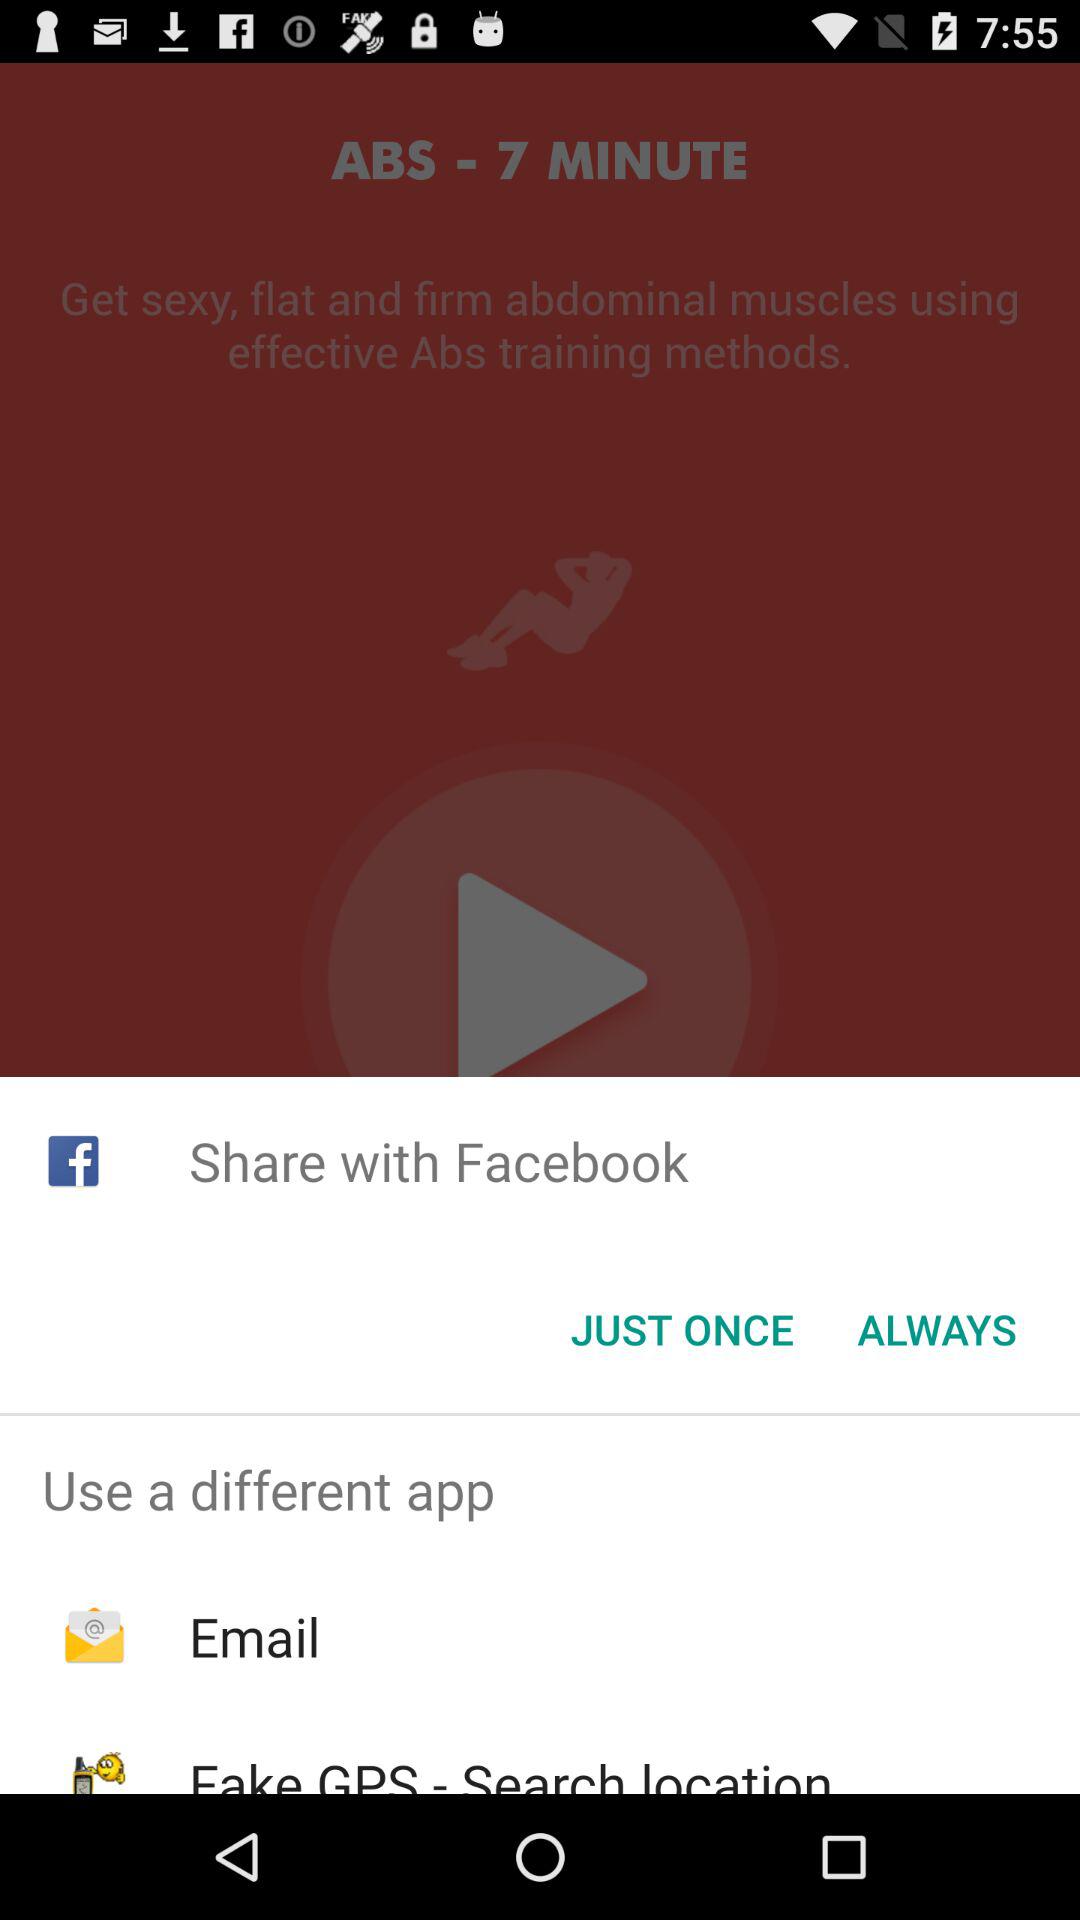 FAKE
7:55
ABS - 7 MINUTE
Get sexy, flat and firm abdominal muscles using
effective Abs training methods.
Share with Facebook
JUST ONCE ALWAYS
Use a different app
@ Email
Fake GPS - Search location